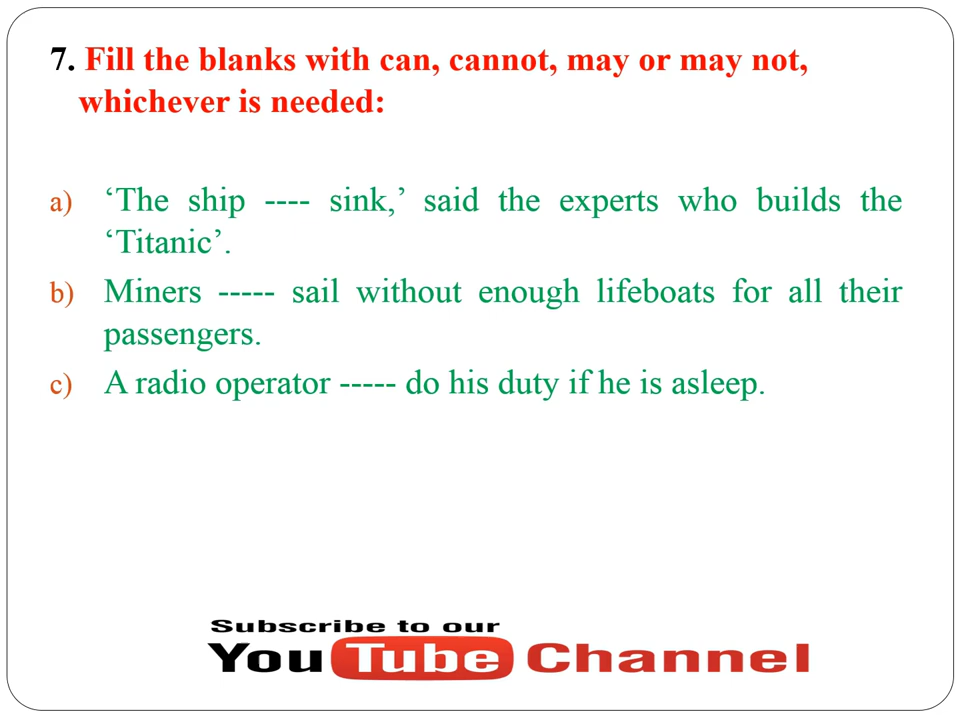 7. Fill the blanks with can, cannot, may or may not,
whichever is needed:
a) ‘The ship ---- sink,’ said the experts who builds the
‘Titanic’.
b) Miners ----- sail without enough lifeboats for all their
passengers.
c) A radio operator ----- do his duty if he is asleep.
Subscribe to our
YouTube Channel